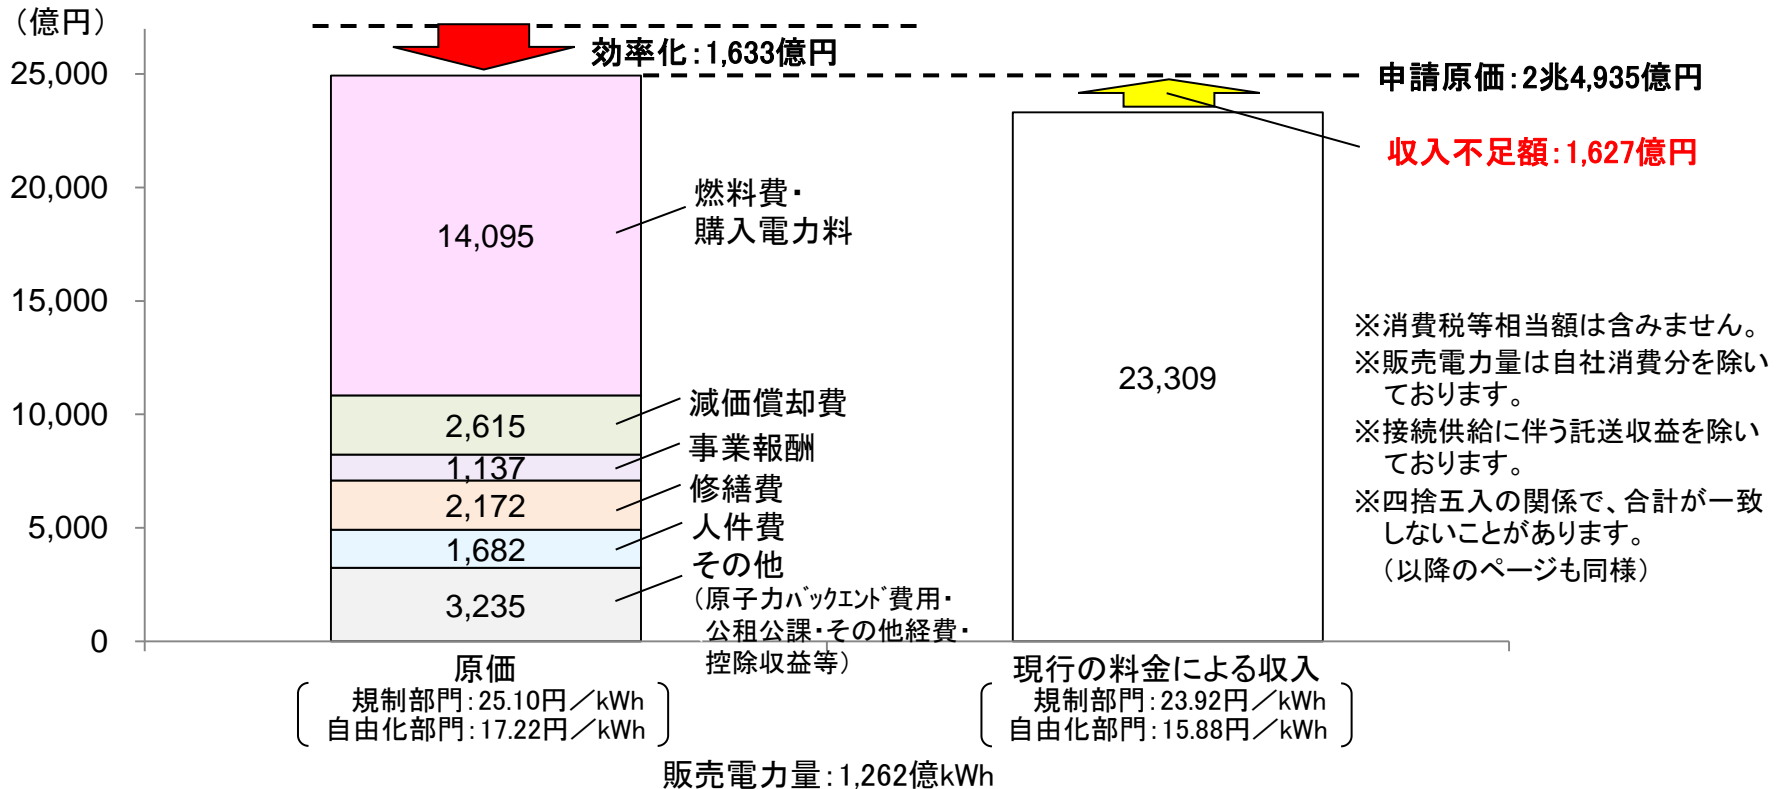 （億円）
効率化：1,633億円
25,000
申請原価：2兆4,935億円
収入不足額：1,627億円
20,000
燃料費・
購入電力料
14,095
15,000
※消費税等相当額は含みません。
※販売電力量は自社消費分を除い
ております。
※接続供給に伴う託送収益を除い
ております。
※四捨五入の関係で、合計が一致
しないことがあります。
（以降のページも同様）
23,309
10,000
減価償却費
2,615
事業報酬
1,137
修繕費
2,172
5,000
人件費
1,682
その他
（原子力バックエンド費用・
公租公課・その他経費・
控除収益等）
3,235
0
原価
規制部門：25.10円／kWh
自由化部門：17.22円／kWh
現行の料金による収入
規制部門：23.92円／kWh
自由化部門：15.88円／kWh
販売電力量：1,262億kWh